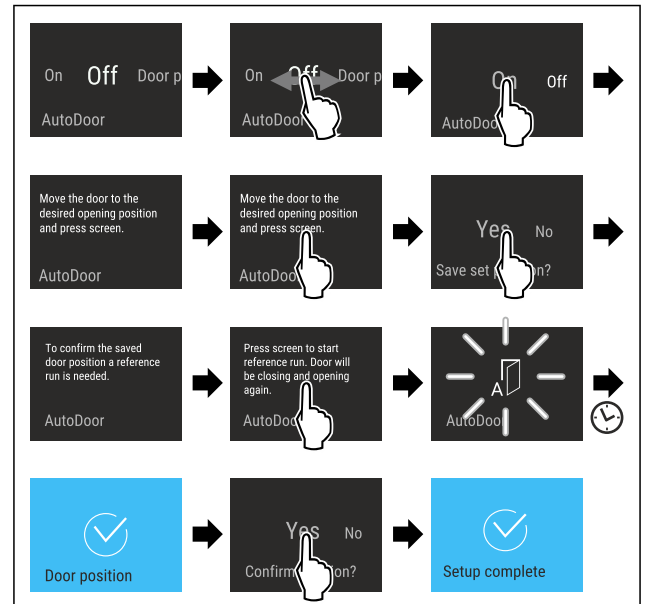 On Off Door p
AutoDoor
On Off Door p
AutoDoor
On Off
AutoDoo
Move the door to the
desired opening position
and press screen.
AutoDoor
Move the door to the
desired opening position
and press screen.
AutoDoo
Yes No
Save set p on?
To confirm the saved
door position a reference
run is needed.
AutoDoor
Press screen to start
reference run. Door will
be closing and opening
again.
AutoDoo
A
AutoDoor
Door position
Yes No
Confirm on?
Setup complete